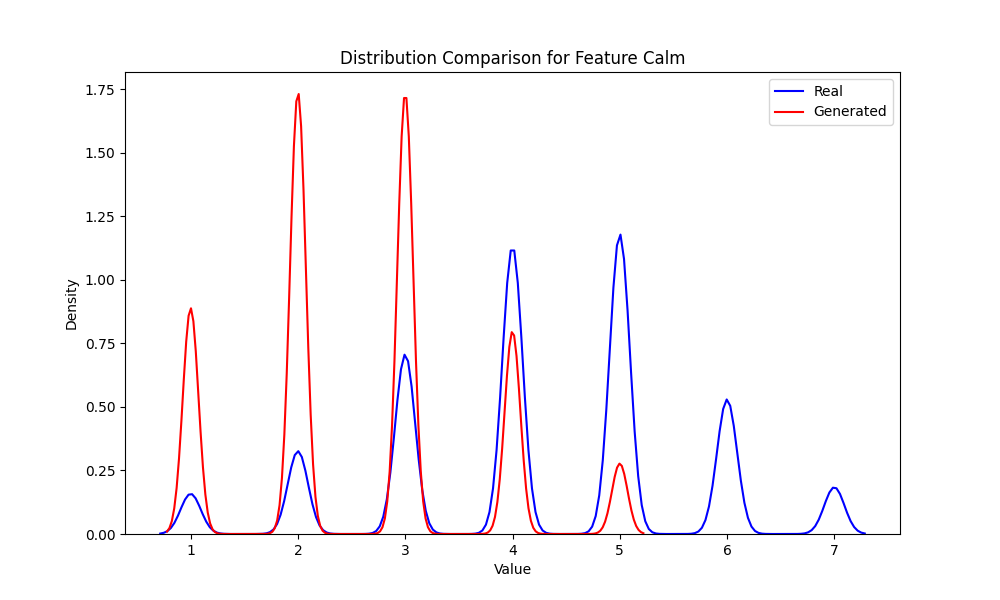 Distribution Comparison for Feature Calm
Real
Generated
1.75
1.50
1.25
1.00
0.75
0.50
0.25
0.00
Density
1 2 3 4 5 6 7
Value